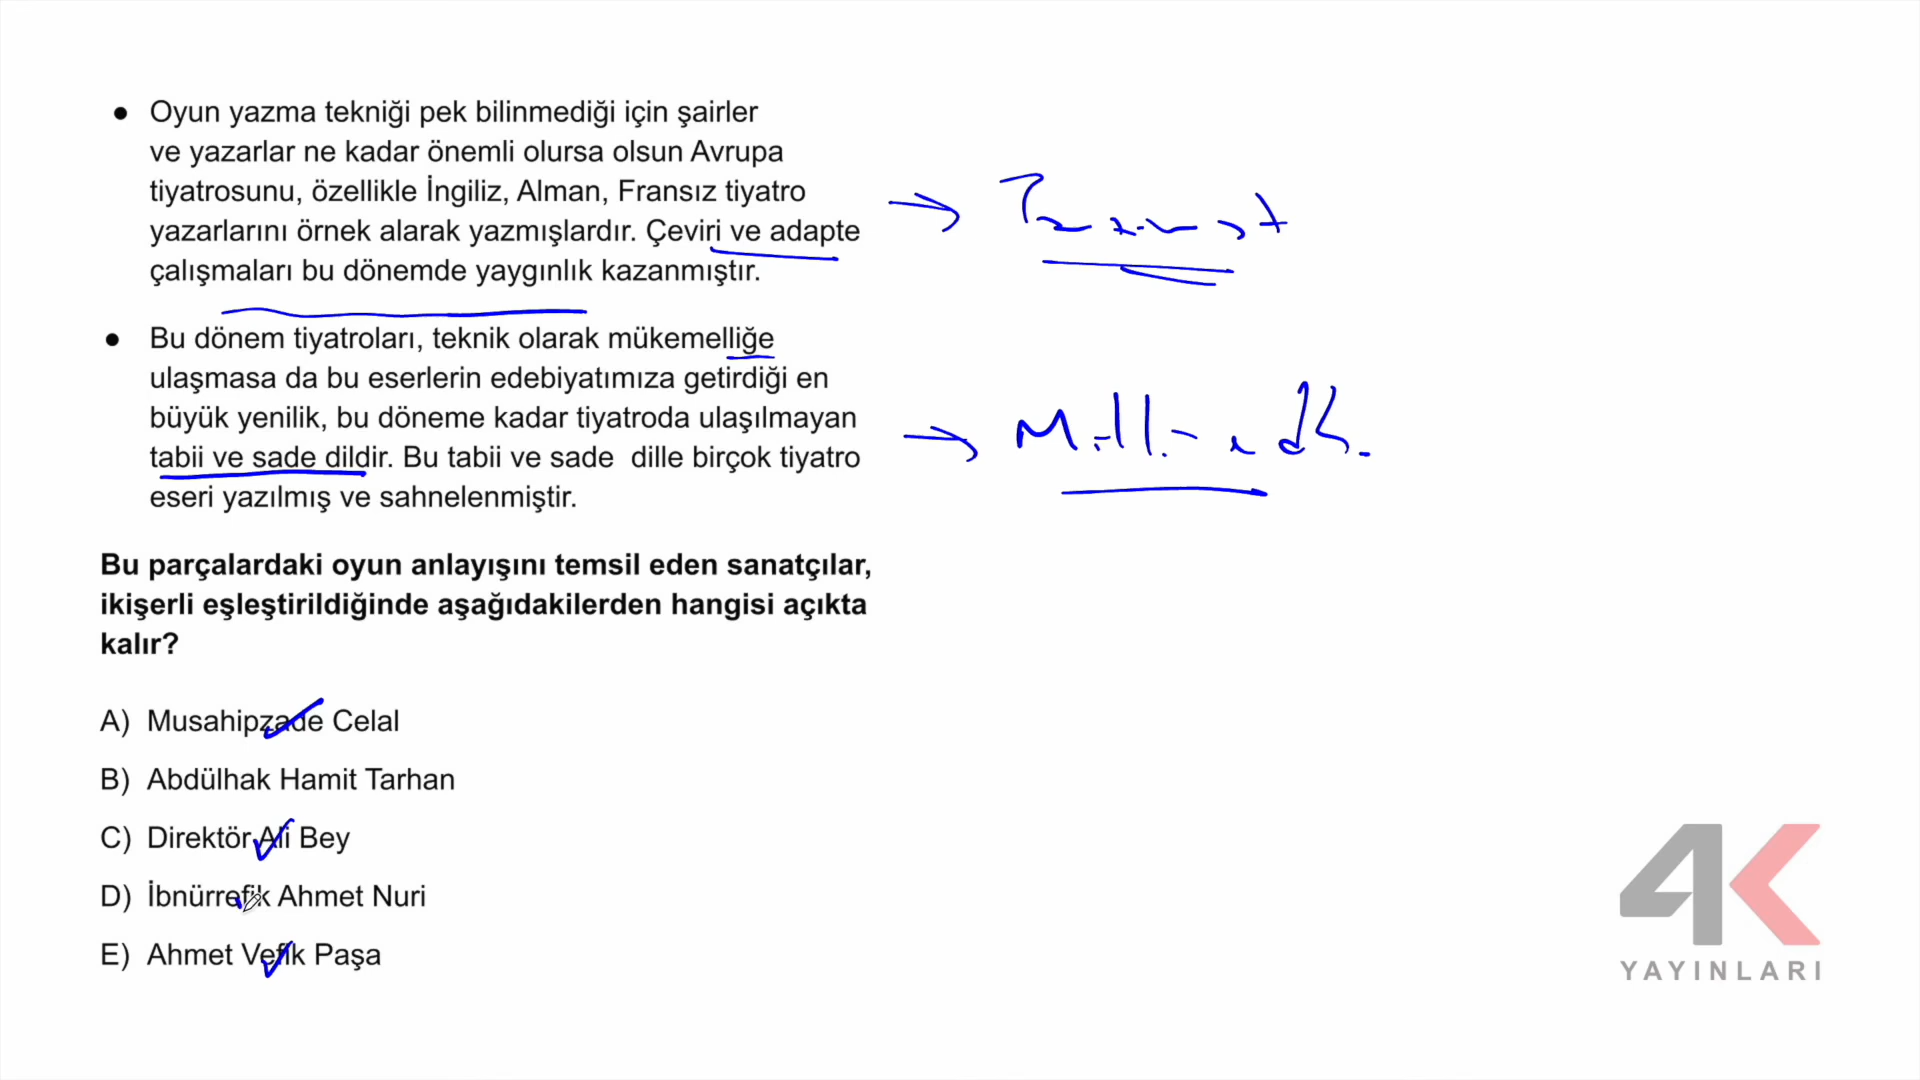 ● Oyun yazma tekniği pek bilinmediği için şairler
ve yazarlar ne kadar önemli olursa olsun Avrupa
tiyatrosunu, özellikle İngiliz, Alman, Fransız tiyatro
yazarlarını örnek alarak yazmışlardır. Çeviri ve adapte
çalışmaları bu dönemde yaygınlık kazanmıştır.
● Bu dönem tiyatroları, teknik olarak mükemelliğe
ulaşmasa da bu eserlerin edebiyatımıza getirdiği en
büyük yenilik, bu döneme kadar tiyatroda ulaşılmayan
tabii ve sade dildir. Bu tabii ve sade dille birçok tiyatro
eseri yazılmış ve sahnelenmiştir.
Bu parçalardaki oyun anlayışını temsil eden sanatçılar,
ikişerli eşleştirildiğinde aşağıdakilerden hangisi açıkta
kalır?
A) Musahipzade Celal
B) Abdülhak Hamit Tarhan
C) Direktör Ali Bey
D) İbnürrefik Ahmet Nuri
E) Ahmet Vefik Paşa
→ Tanzimat
→ Milli edb.
4K
YAYINLARI